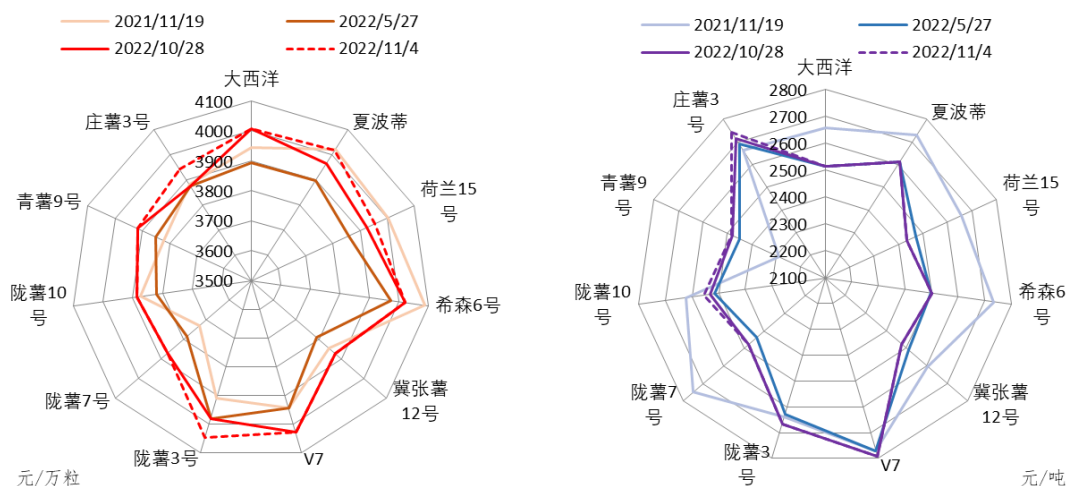 2021/11/19
2022/5/27
2022/10/28
2022/11/4
大西洋
夏波蒂
荷兰15
号
希森6号
冀张薯
12号
V7
陇薯3号
陇薯7号
陇薯10
号
青薯9号
庄薯3号
4100
4000
3900
3800
3700
3600
3500
元/万粒
2021/11/19
2022/5/27
2022/10/28
2022/11/4
大西洋
夏波蒂
荷兰15
号
希森6
号
冀张薯
12号
V7
陇薯3
号
陇薯7
号
陇薯10
号
青薯9
号
庄薯3
号
2800
2700
2600
2500
2400
2300
2200
2100
元/吨